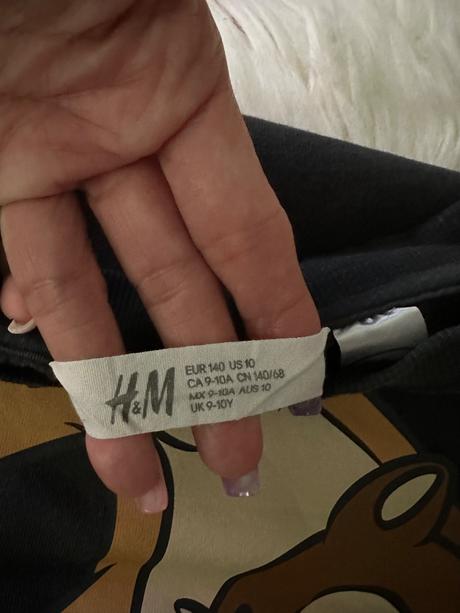 H&M
EUR 140 US 10
CA 9-10A CN 140/68
MX 9-10A AUS 10
UK 9-10Y